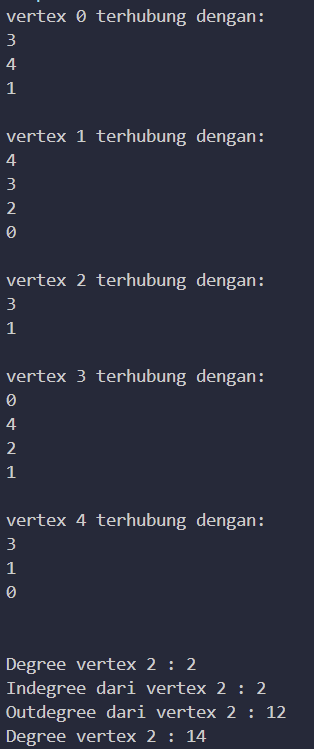 vertex 0 terhubung dengan:
3
4
1
vertex 1 terhubung dengan:
4
3
2
0
vertex 2 terhubung dengan:
3
1
vertex 3 terhubung dengan:
0
4
2
1
vertex 4 terhubung dengan:
3
1
0
Degree vertex 2 : 2
Indegree dari vertex 2 : 2
Outdegree dari vertex 2 : 12
Degree vertex 2 : 14